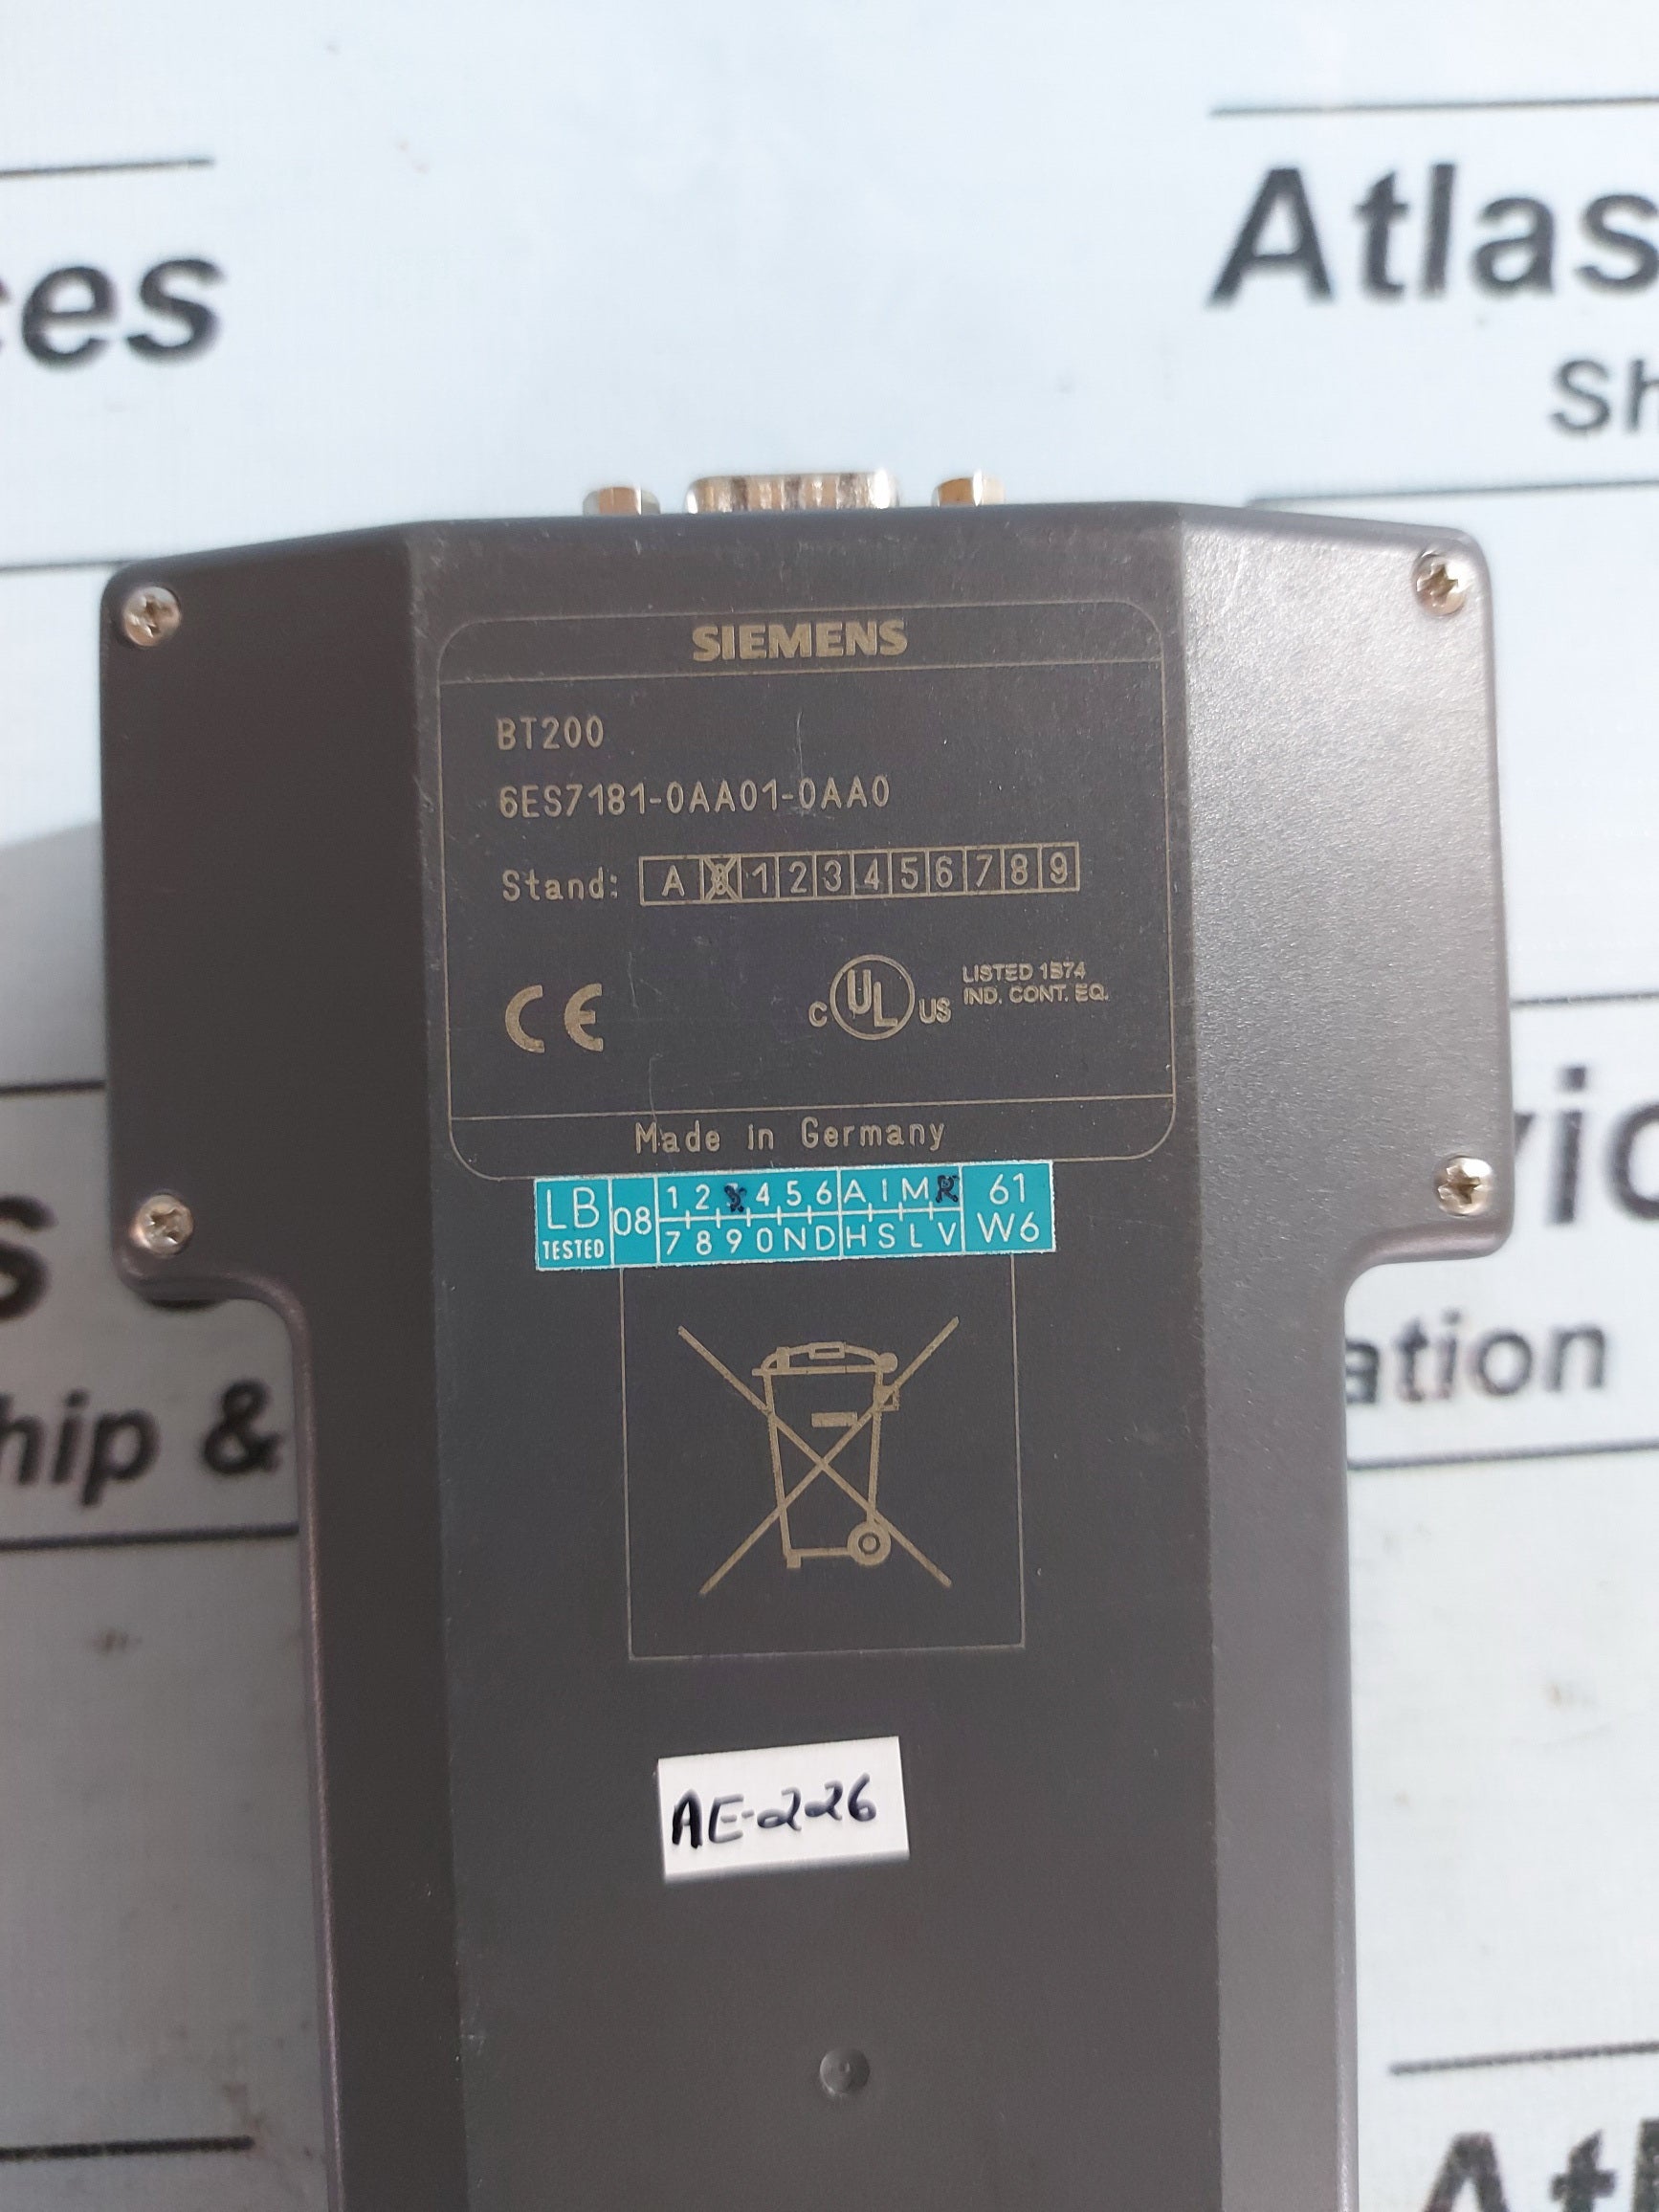 ces
Atlas
Sh
SIEMENS
BT200
6ES7181-0AA01-0AA0
Stand: A 1 2 3 4 5 6 7 8 9
CE
C UL US LISTED 1B74
IND. CONT. EQ.
Made in Germany
LB TESTED 08 1 2 4 5 6 A I M 61
7 8 9 0 N D H S L V W6
vic
s
ation
hip &
AE-226